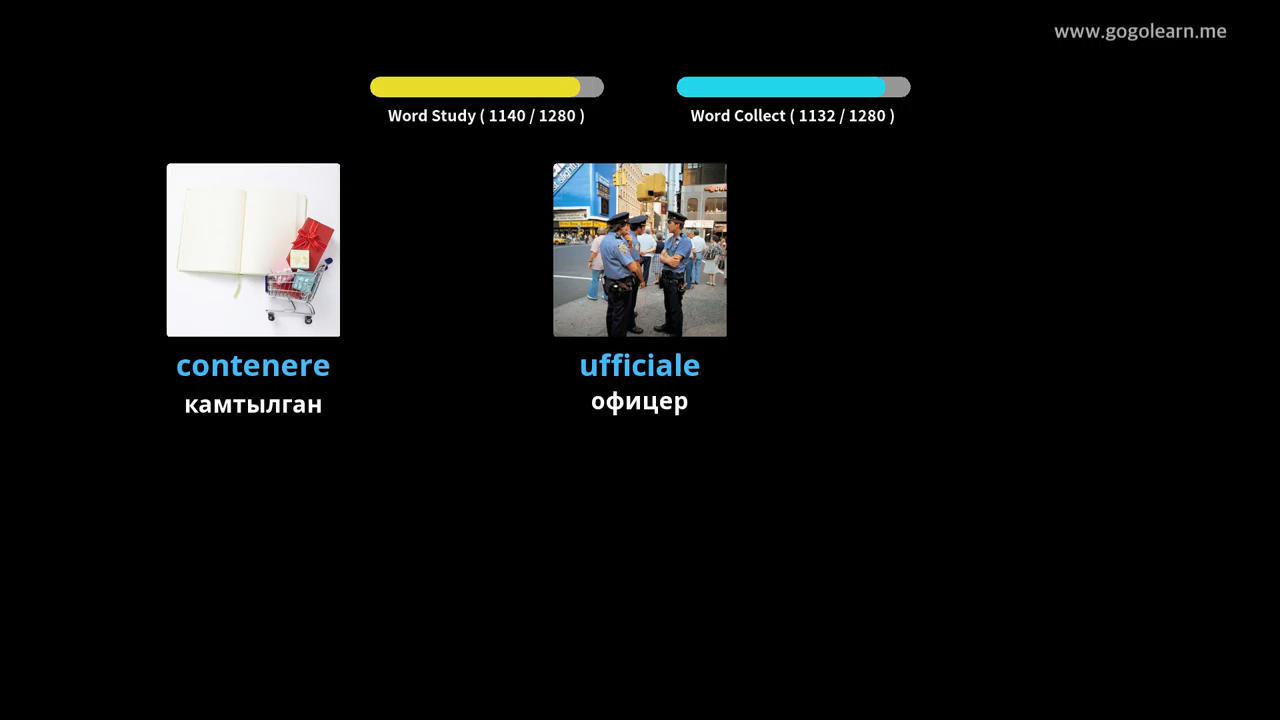 www.gogolearn.me
Word Study ( 1140 / 1280 )
Word Collect ( 1132 / 1280 )
contenere
камтылган
ufficiale
офицер